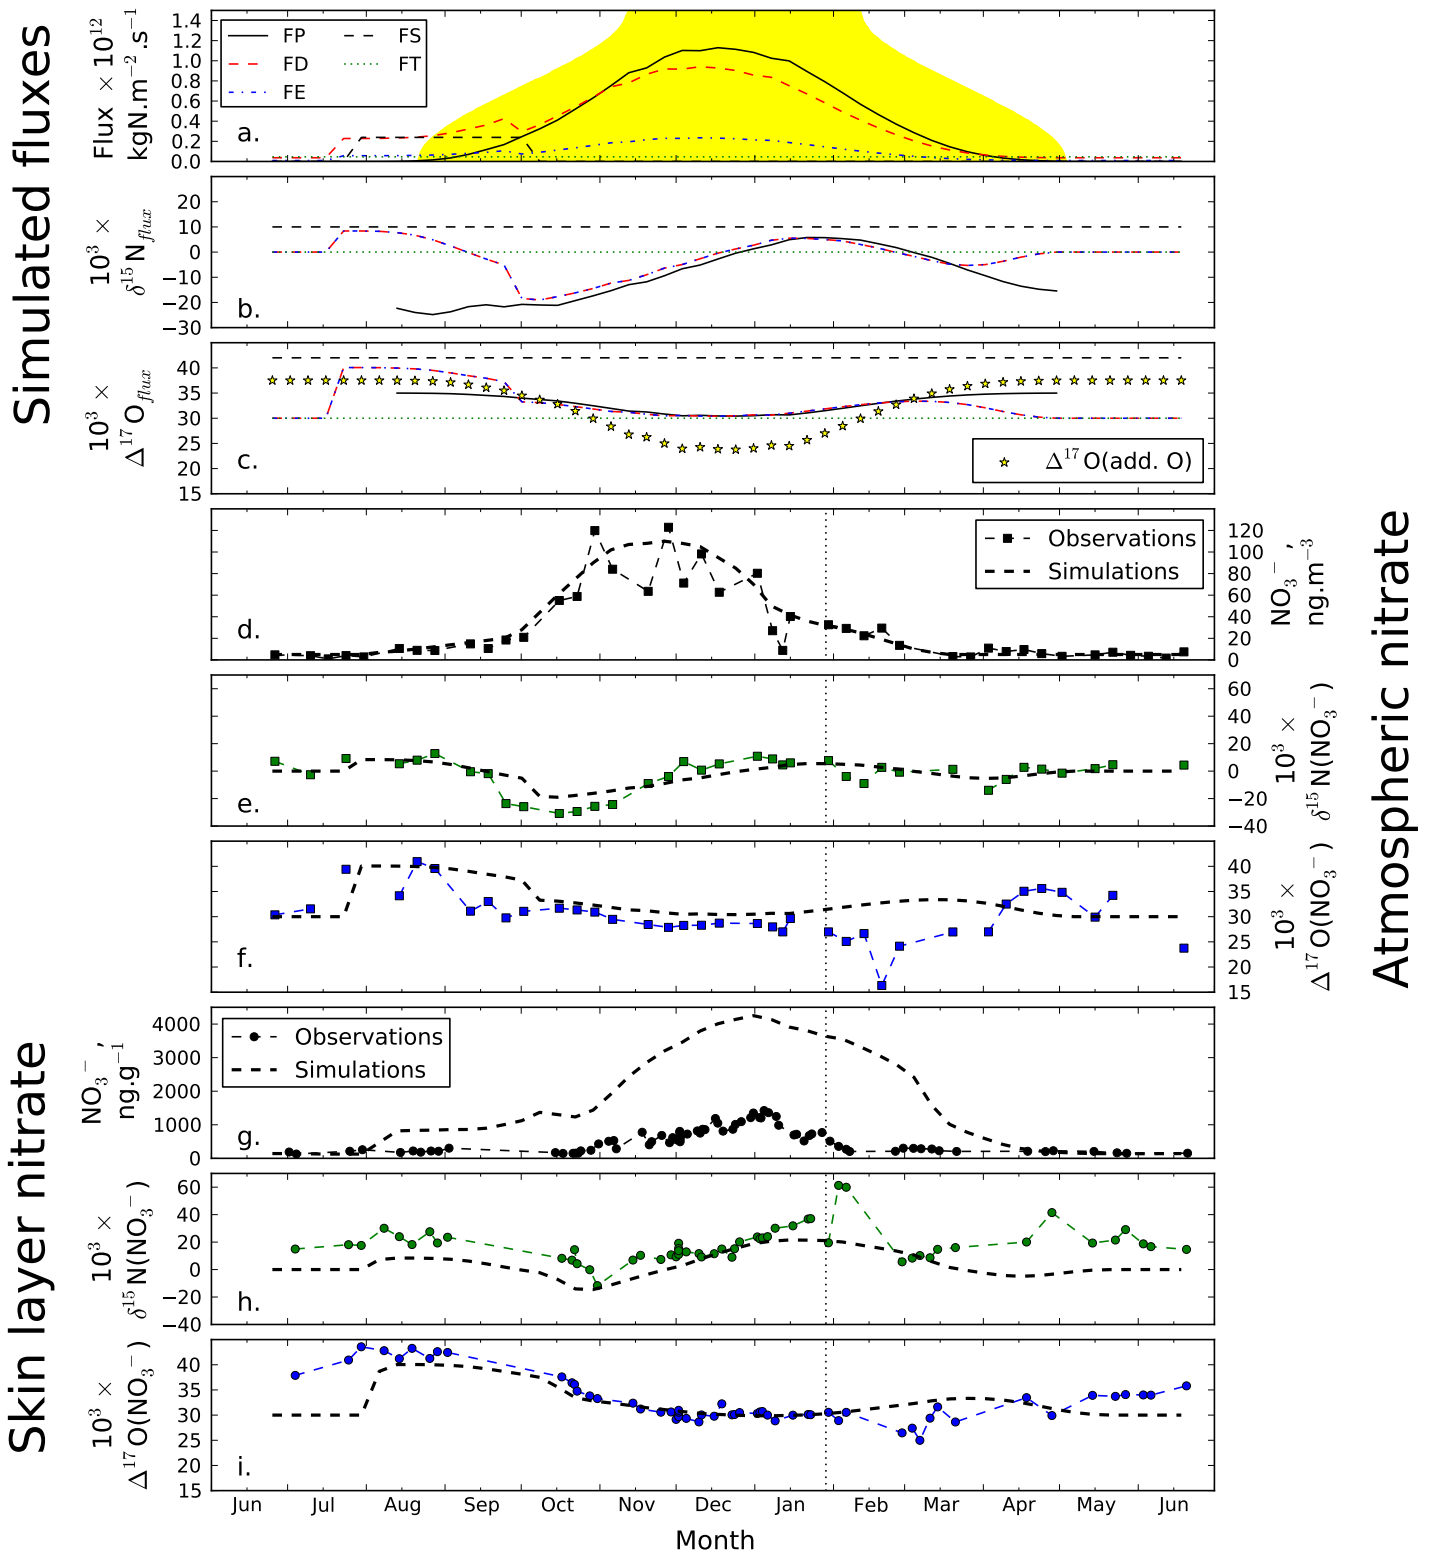 Simulated fluxes
Flux ×10¹²
kgN.m⁻².s⁻¹
1.4
1.2
1.0
0.8
0.6
0.4
0.2
0.0
FP
FD
FE
FS
FT
a.
10³ ×
δ¹⁵N_flux
20
10
0
−10
−20
−30
b.
10³ ×
Δ¹⁷O_flux
40
35
30
25
20
15
c.
Δ¹⁷O(add. O)
Atmospheric nitrate
d.
Observations
Simulations
120
100
80
60
40
20
0
NO₃⁻,
ng.m⁻³
e.
60
40
20
0
−20
−40
10³ ×
δ¹⁵N(NO₃⁻)
f.
40
35
30
25
20
15
10³ ×
Δ¹⁷O(NO₃⁻)
Skin layer nitrate
NO₃⁻,
ng.g⁻¹
4000
3000
2000
1000
0
Observations
Simulations
g.
10³ ×
δ¹⁵N(NO₃⁻)
60
40
20
0
−20
−40
h.
10³ ×
Δ¹⁷O(NO₃⁻)
40
35
30
25
20
15
i.
Jun Jul Aug Sep Oct Nov Dec Jan Feb Mar Apr May Jun
Month